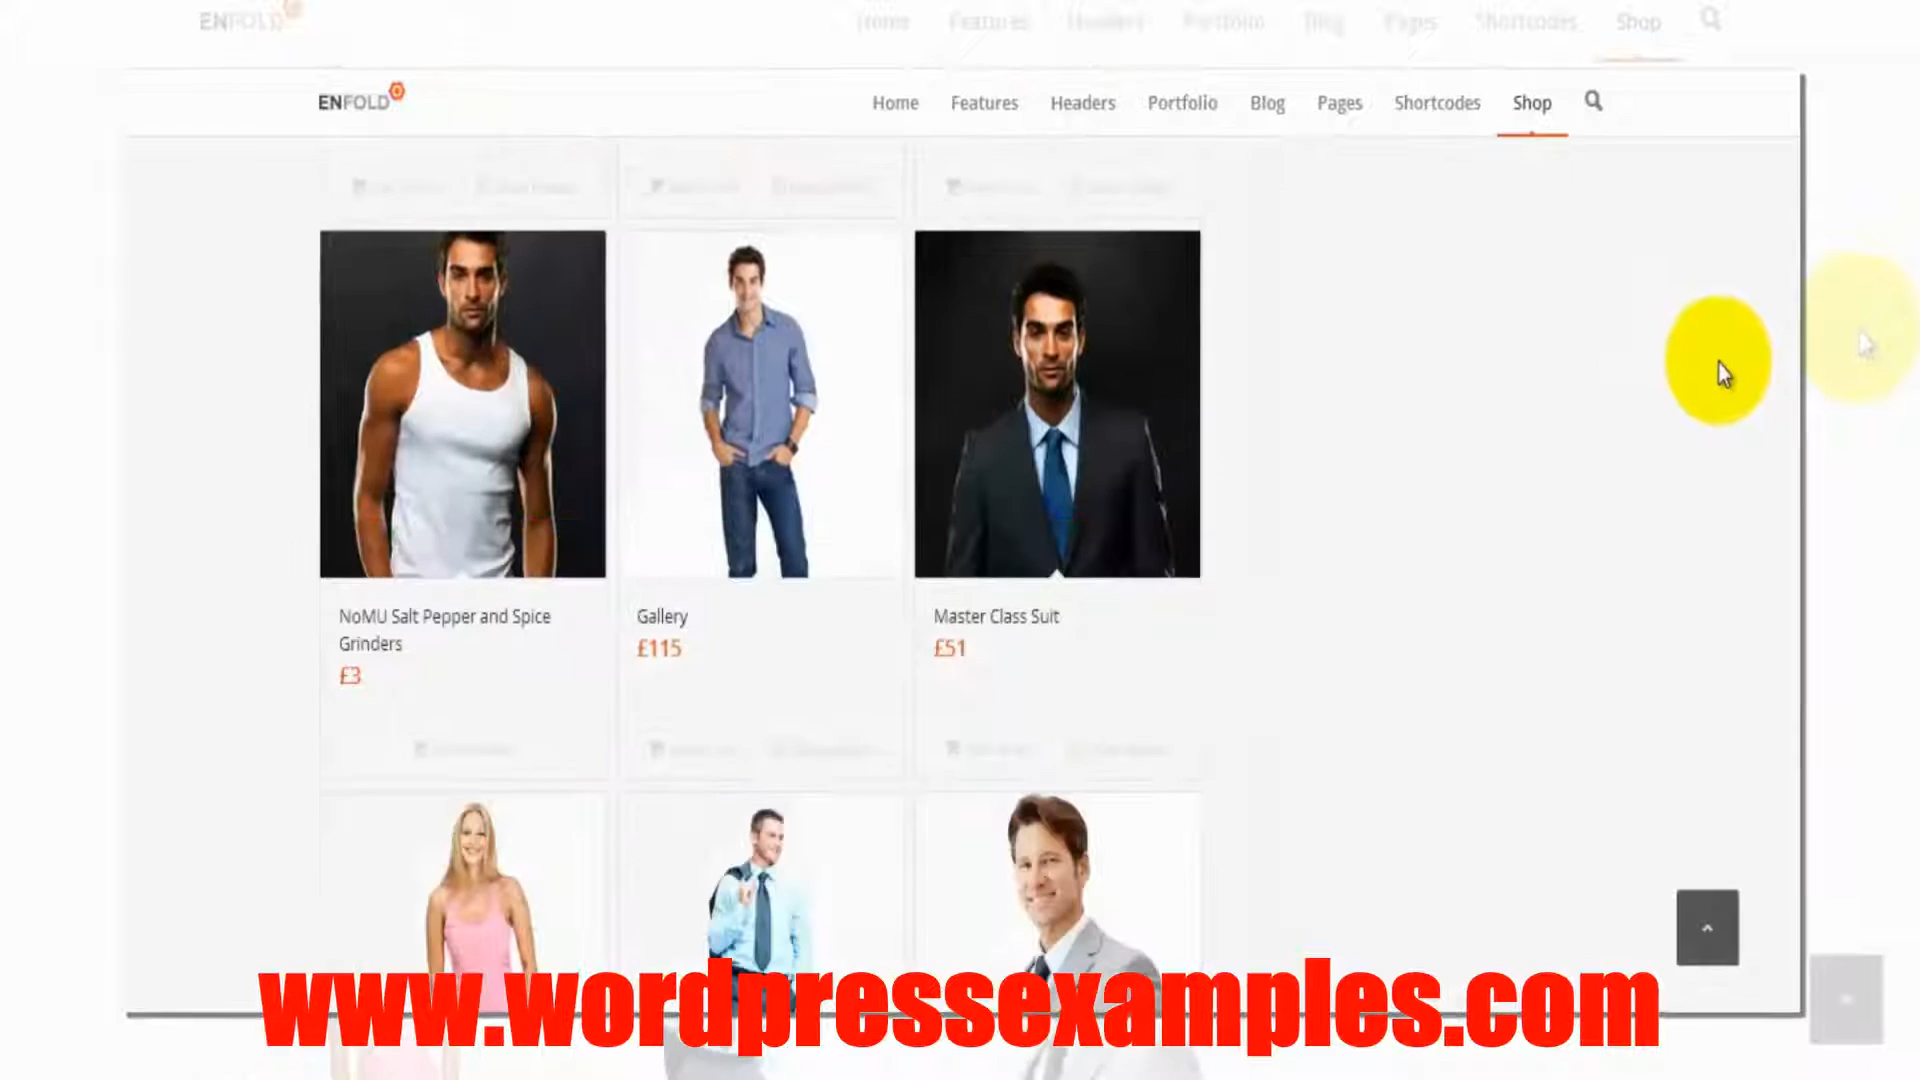 ENFOLD
Home Features Headers Portfolio Blog Pages Shortcodes Shop
ENFOLD
Home Features Headers Portfolio Blog Pages Shortcodes Shop
NoMU Salt Pepper and Spice
Grinders
£3
Gallery
£115
Master Class Suit
£51
www.wordpressexamples.com